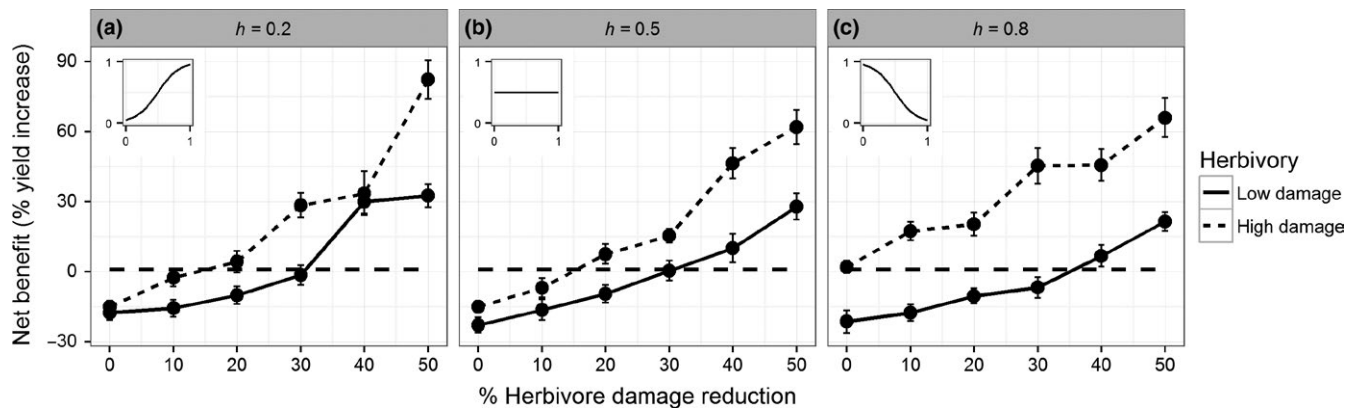 (a)
h = 0.2
(b)
h = 0.5
(c)
h = 0.8
Net benefit (% yield increase)
90
60
30
0
−30
1
0
0
1
1
0
0
1
1
0
0
1
0 10 20 30 40 50
0 10 20 30 40 50
0 10 20 30 40 50
% Herbivore damage reduction
Herbivory
Low damage
High damage